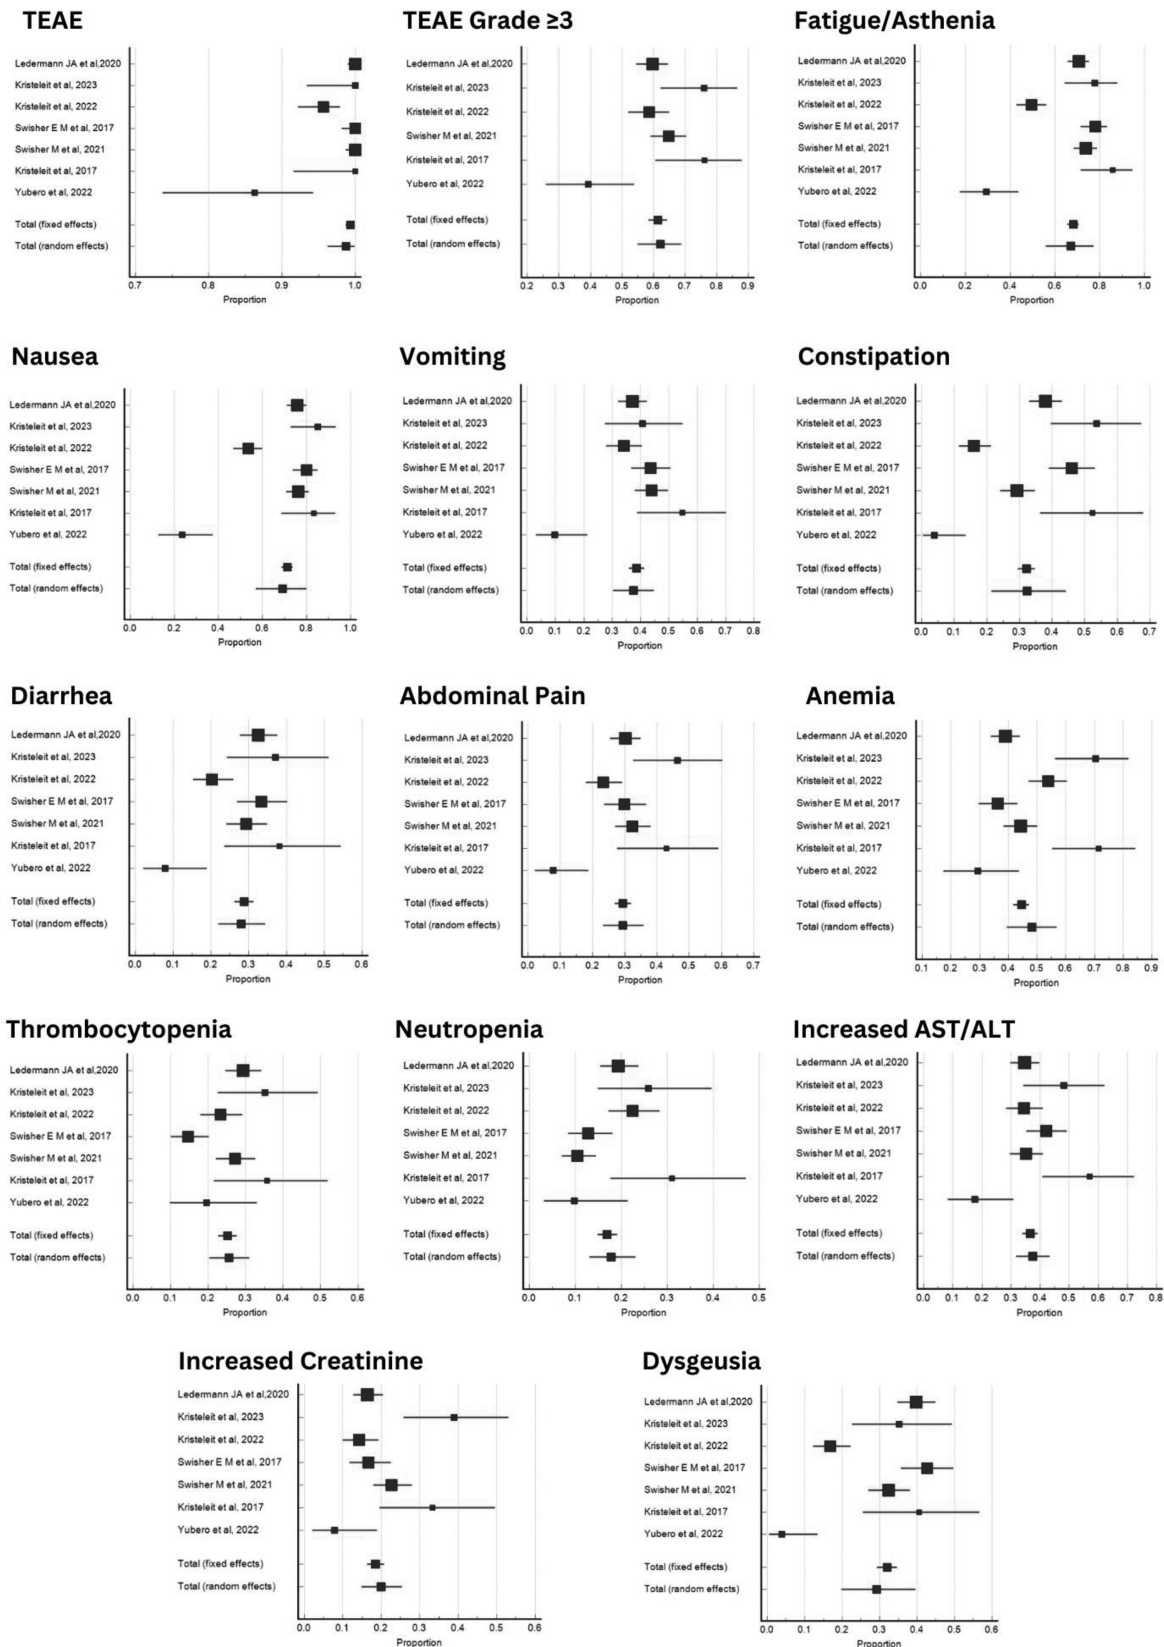 TEAE
Ledermann JA et al,2020
Kristeleit et al, 2023
Kristeleit et al, 2022
Swisher E M et al, 2017
Swisher M et al, 2021
Kristeleit et al, 2017
Yubero et al, 2022
Total (fixed effects)
Total (random effects)
0.7 0.8 0.9 1.0
Proportion
TEAE Grade ≥3
Ledermann JA et al,2020
Kristeleit et al, 2023
Kristeleit et al, 2022
Swisher M et al, 2021
Kristeleit et al, 2017
Yubero et al, 2022
Total (fixed effects)
Total (random effects)
0.2 0.3 0.4 0.5 0.6 0.7 0.8 0.9
Proportion
Fatigue/Asthenia
Ledermann JA et al,2020
Kristeleit et al, 2023
Kristeleit et al, 2022
Swisher E M et al, 2017
Swisher M et al, 2021
Kristeleit et al, 2017
Yubero et al, 2022
Total (fixed effects)
Total (random effects)
0.0 0.2 0.4 0.6 0.8 1.0
Proportion
Nausea
Ledermann JA et al,2020
Kristeleit et al, 2023
Kristeleit et al, 2022
Swisher E M et al, 2017
Swisher M et al, 2021
Kristeleit et al, 2017
Yubero et al, 2022
Total (fixed effects)
Total (random effects)
0.0 0.2 0.4 0.6 0.8 1.0
Proportion
Vomiting
Ledermann JA et al,2020
Kristeleit et al, 2023
Kristeleit et al, 2022
Swisher E M et al, 2017
Swisher M et al, 2021
Kristeleit et al, 2017
Yubero et al, 2022
Total (fixed effects)
Total (random effects)
0.0 0.1 0.2 0.3 0.4 0.5 0.6 0.7 0.8
Proportion
Constipation
Ledermann JA et al,2020
Kristeleit et al, 2023
Kristeleit et al, 2022
Swisher E M et al, 2017
Swisher M et al, 2021
Kristeleit et al, 2017
Yubero et al, 2022
Total (fixed effects)
Total (random effects)
0.0 0.1 0.2 0.3 0.4 0.5 0.6 0.7
Proportion
Diarrhea
Ledermann JA et al,2020
Kristeleit et al, 2023
Kristeleit et al, 2022
Swisher E M et al, 2017
Swisher M et al, 2021
Kristeleit et al, 2017
Yubero et al, 2022
Total (fixed effects)
Total (random effects)
0.0 0.1 0.2 0.3 0.4 0.5 0.6
Proportion
Abdominal Pain
Ledermann JA et al,2020
Kristeleit et al, 2023
Kristeleit et al, 2022
Swisher E M et al, 2017
Swisher M et al, 2021
Kristeleit et al, 2017
Yubero et al, 2022
Total (fixed effects)
Total (random effects)
0.0 0.1 0.2 0.3 0.4 0.5 0.6 0.7
Proportion
Anemia
Ledermann JA et al,2020
Kristeleit et al, 2023
Kristeleit et al, 2022
Swisher E M et al, 2017
Swisher M et al, 2021
Kristeleit et al, 2017
Yubero et al, 2022
Total (fixed effects)
Total (random effects)
0.1 0.2 0.3 0.4 0.5 0.6 0.7 0.8 0.9
Proportion
Thrombocytopenia
Ledermann JA et al,2020
Kristeleit et al, 2023
Kristeleit et al, 2022
Swisher E M et al, 2017
Swisher M et al, 2021
Kristeleit et al, 2017
Yubero et al, 2022
Total (fixed effects)
Total (random effects)
0.0 0.1 0.2 0.3 0.4 0.5 0.6
Proportion
Neutropenia
Ledermann JA et al,2020
Kristeleit et al, 2023
Kristeleit et al, 2022
Swisher E M et al, 2017
Swisher M et al, 2021
Kristeleit et al, 2017
Yubero et al, 2022
Total (fixed effects)
Total (random effects)
0.0 0.1 0.2 0.3 0.4 0.5
Proportion
Increased AST/ALT
Ledermann JA et al,2020
Kristeleit et al, 2023
Kristeleit et al, 2022
Swisher E M et al, 2017
Swisher M et al, 2021
Kristeleit et al, 2017
Yubero et al, 2022
Total (fixed effects)
Total (random effects)
0.0 0.1 0.2 0.3 0.4 0.5 0.6 0.7 0.8
Proportion
Increased Creatinine
Ledermann JA et al,2020
Kristeleit et al, 2023
Kristeleit et al, 2022
Swisher E M et al, 2017
Swisher M et al, 2021
Kristeleit et al, 2017
Yubero et al, 2022
Total (fixed effects)
Total (random effects)
0.0 0.1 0.2 0.3 0.4 0.5 0.6
Proportion
Dysgeusia
Ledermann JA et al,2020
Kristeleit et al, 2023
Kristeleit et al, 2022
Swisher E M et al, 2017
Swisher M et al, 2021
Kristeleit et al, 2017
Yubero et al, 2022
Total (fixed effects)
Total (random effects)
0.0 0.1 0.2 0.3 0.4 0.5 0.6
Proportion